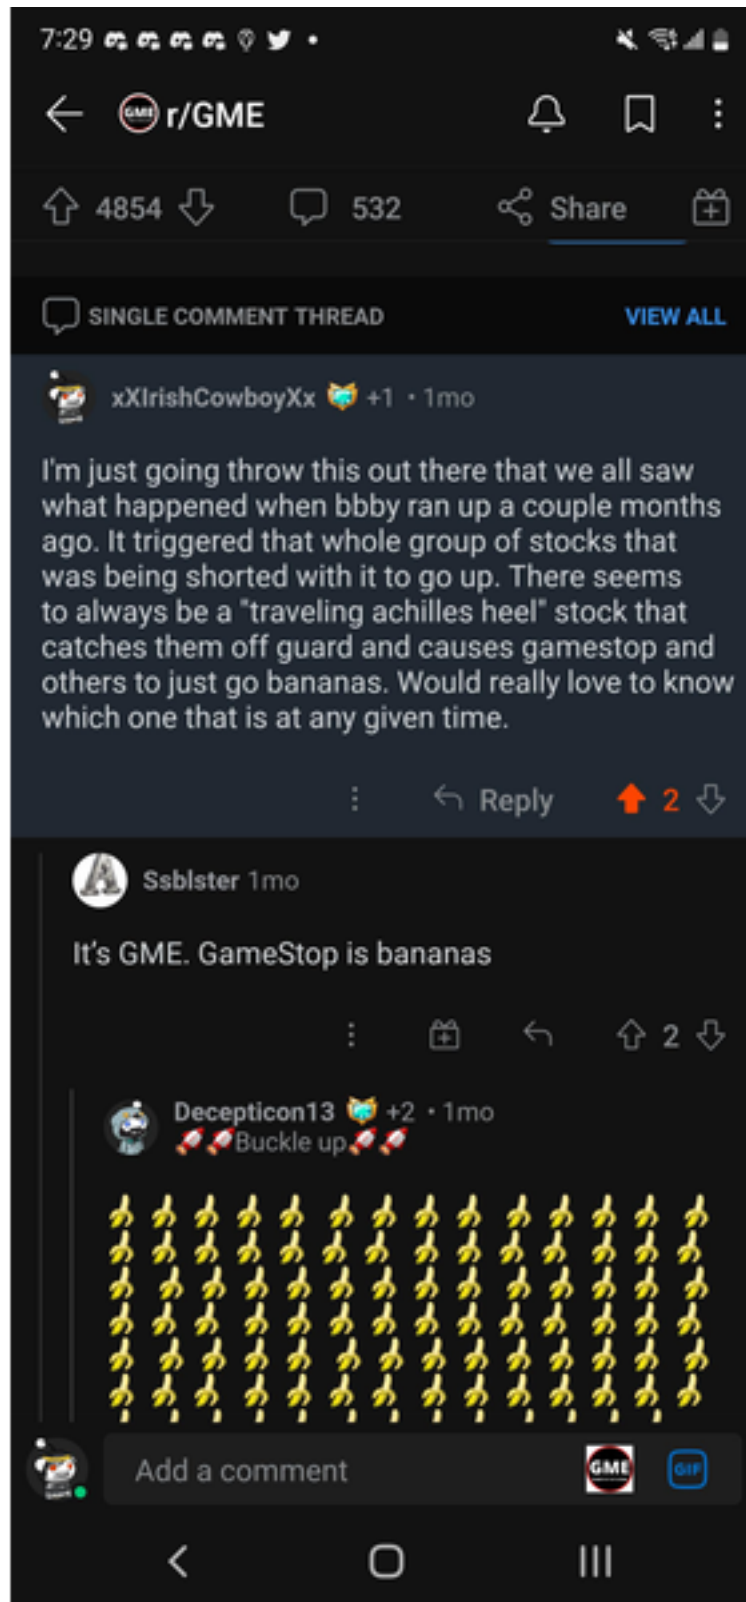 7:29
GME r/GME
4854 532 Share
SINGLE COMMENT THREAD VIEW ALL
xXIrishCowboyXx +1 • 1mo
I'm just going throw this out there that we all saw
what happened when bbby ran up a couple months
ago. It triggered that whole group of stocks that
was being shorted with it to go up. There seems
to always be a "traveling achilles heel" stock that
catches them off guard and causes gamestop and
others to just go bananas. Would really love to know
which one that is at any given time.
Reply 2
Ssblster 1mo
It's GME. GameStop is bananas
2
Decepticon13 +2 • 1mo
🚀🚀Buckle up🚀🚀
Add a comment GME GIF